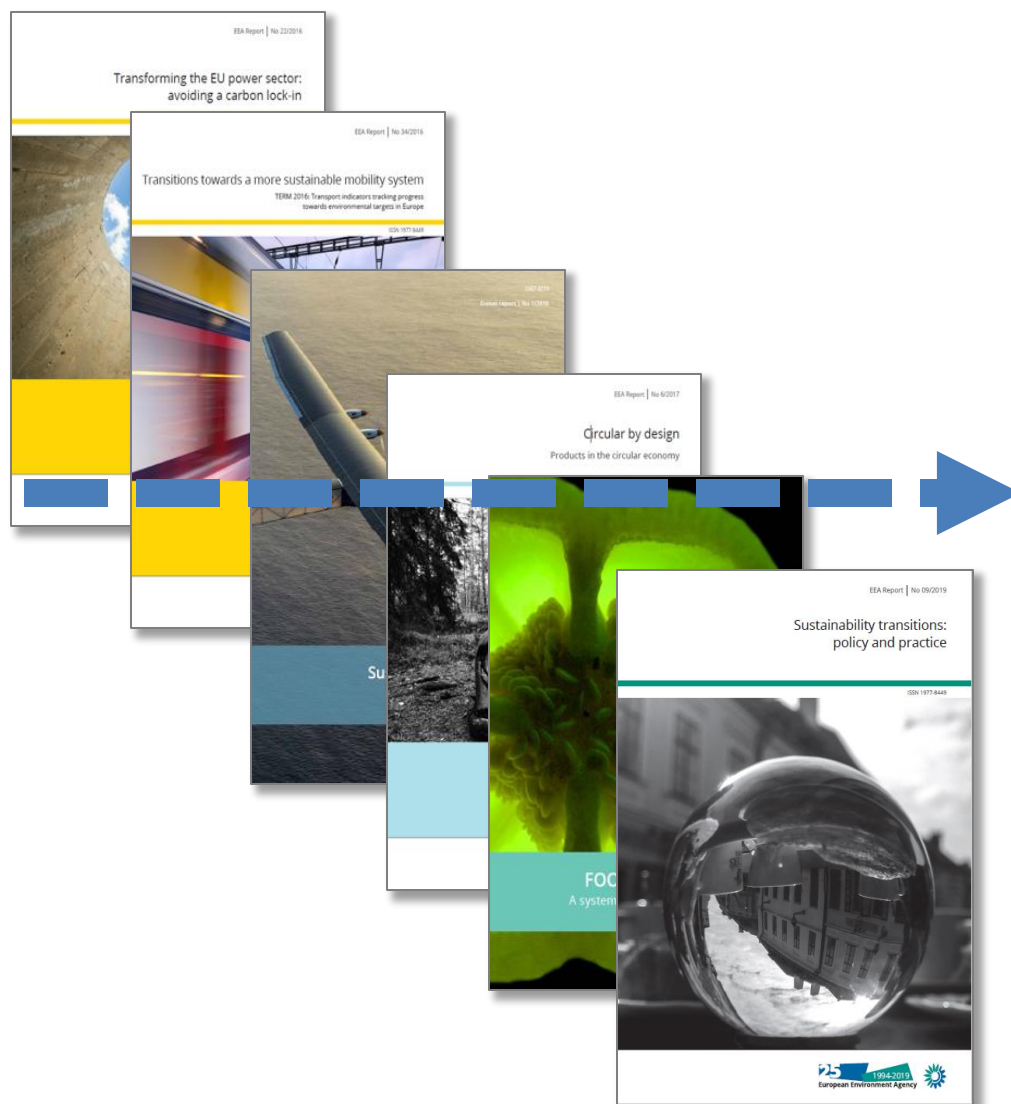 EEA Report | No 22/2016
Transforming the EU power sector:
avoiding a carbon lock-in
EEA Report | No 34/2016
Transitions towards a more sustainable mobility system
TERM 2016: Transport indicators tracking progress
towards environmental targets in Europe
ISSN 1977-8449
Su
EEA Report | No 6/2017
Circular by design
Products in the circular economy
FOO
A system
EEA Report | No 09/2019
Sustainability transitions:
policy and practice
ISSN 1977-8449
25
1994-2019
European Environment Agency